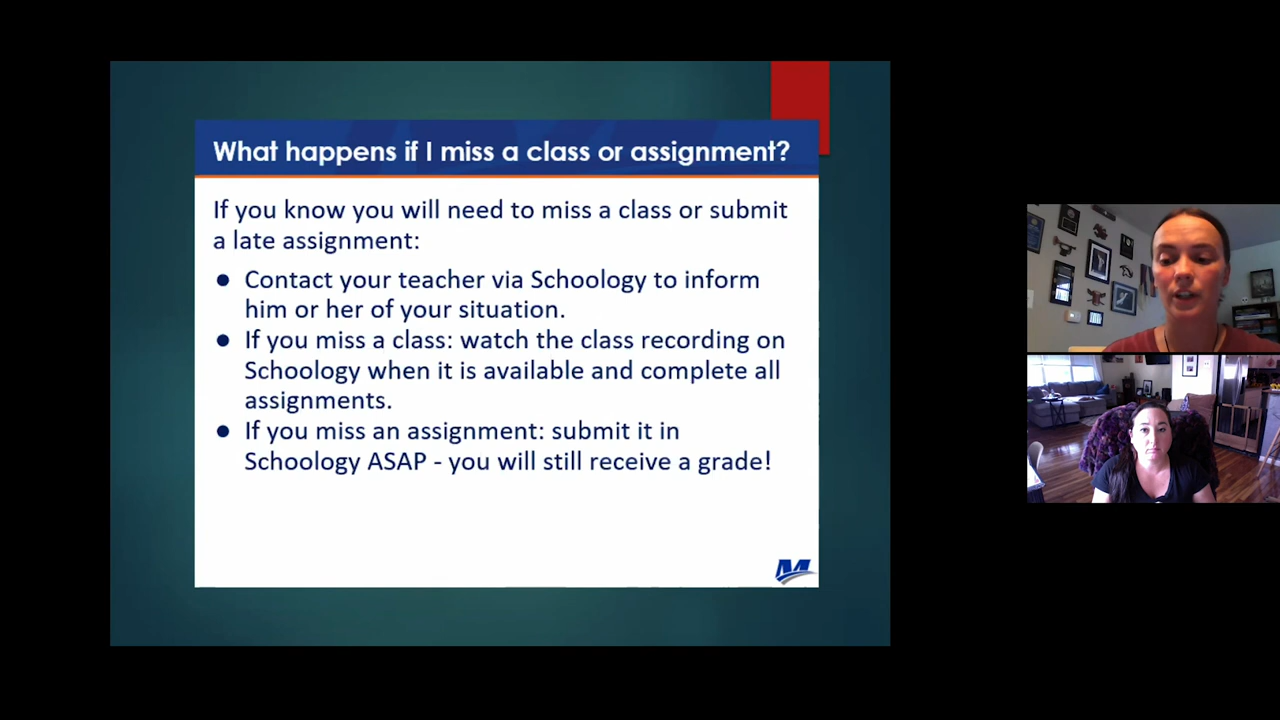 What happens if I miss a class or assignment?
If you know you will need to miss a class or submit
a late assignment:
● Contact your teacher via Schoology to inform
him or her of your situation.
● If you miss a class: watch the class recording on
Schoology when it is available and complete all
assignments.
● If you miss an assignment: submit it in
Schoology ASAP - you will still receive a grade!
M